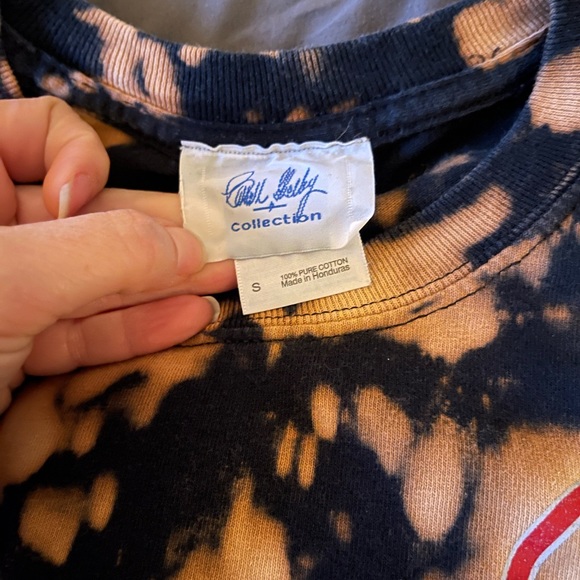 Collection
S
100% PURE COTTON
Made in Honduras